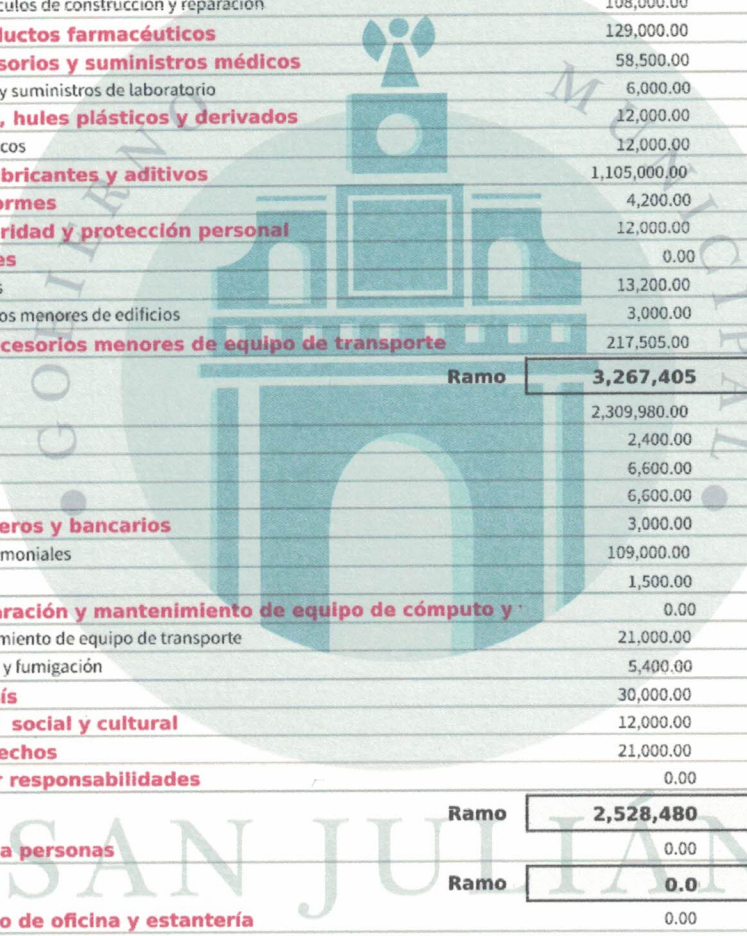 culos de construcción y reparación 108,000.00
ductos farmacéuticos 129,000.00
sorios y suministros médicos 58,500.00
y suministros de laboratorio 6,000.00
, hules plásticos y derivados 12,000.00
cos 12,000.00
bricantes y aditivos 1,105,000.00
ormes 4,200.00
ridad y protección personal 12,000.00
es 0.00
s 13,200.00
os menores de edificios 3,000.00
cesorios menores de equipo de transporte 217,505.00
Ramo 3,267,405
2,309,980.00
2,400.00
6,600.00
6,600.00
eros y bancarios 3,000.00
moniales 109,000.00
1,500.00
aración y mantenimiento de equipo de cómputo y 0.00
miento de equipo de transporte 21,000.00
y fumigación 5,400.00
ís 30,000.00
social y cultural 12,000.00
echos 21,000.00
r responsabilidades 0.00
Ramo 2,528,480
a personas 0.00
Ramo 0.0
o de oficina y estantería 0.00
GOBIERNO MUNICIPAL
SAN JULIÁN